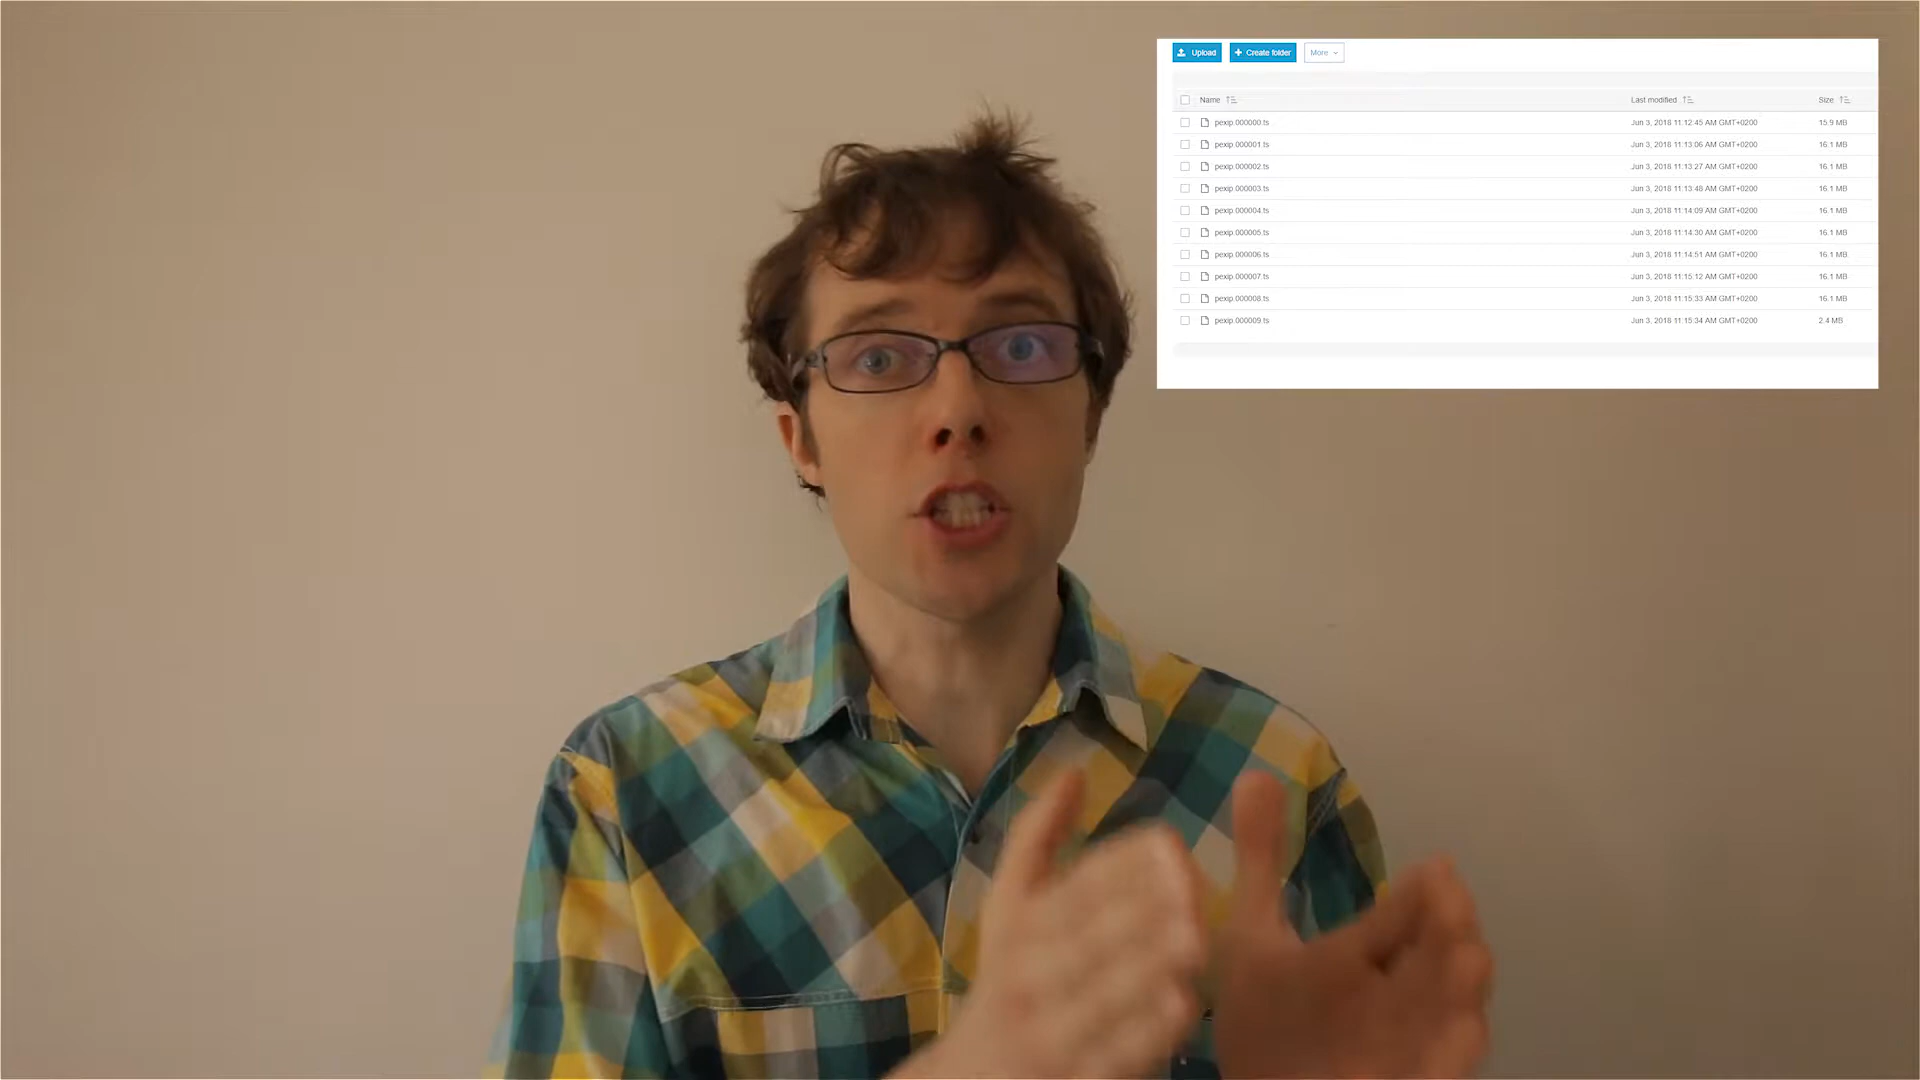 Upload Create folder More
Name Last modified Size
pexip.000000.ts Jun 3, 2018 11:12:45 AM GMT+0200 15.9 MB
pexip.000001.ts Jun 3, 2018 11:13:06 AM GMT+0200 16.1 MB
pexip.000002.ts Jun 3, 2018 11:13:27 AM GMT+0200 16.1 MB
pexip.000003.ts Jun 3, 2018 11:13:48 AM GMT+0200 16.1 MB
pexip.000004.ts Jun 3, 2018 11:14:09 AM GMT+0200 16.1 MB
pexip.000005.ts Jun 3, 2018 11:14:30 AM GMT+0200 16.1 MB
pexip.000006.ts Jun 3, 2018 11:14:51 AM GMT+0200 16.1 MB
pexip.000007.ts Jun 3, 2018 11:15:12 AM GMT+0200 16.1 MB
pexip.000008.ts Jun 3, 2018 11:15:33 AM GMT+0200 16.1 MB
pexip.000009.ts Jun 3, 2018 11:15:34 AM GMT+0200 2.4 MB